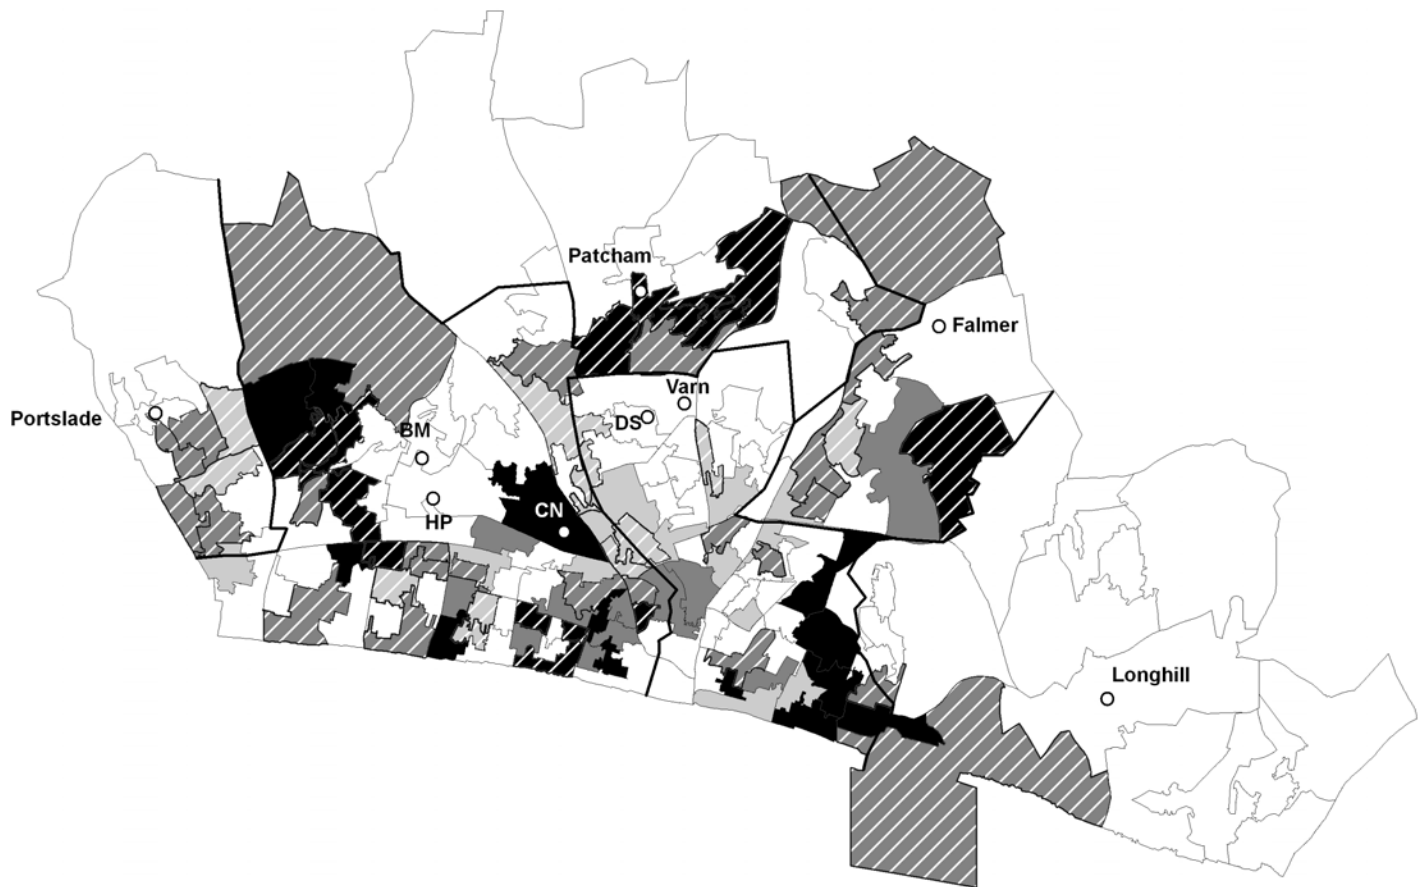 Patcham
Falmer
Varn
Portslade
DS
BM
CN
HP
Longhill